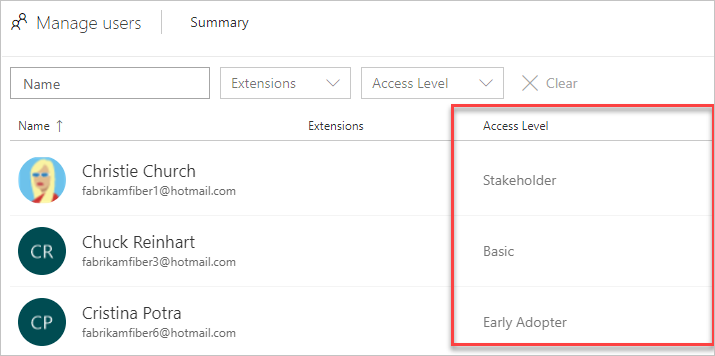 Manage users Summary
Name Extensions Access Level Clear
Name ↑ Extensions Access Level
Christie Church
fabrikamfiber1@hotmail.com
Stakeholder
CR
Chuck Reinhart
fabrikamfiber3@hotmail.com
Basic
CP
Cristina Potra
fabrikamfiber6@hotmail.com
Early Adopter